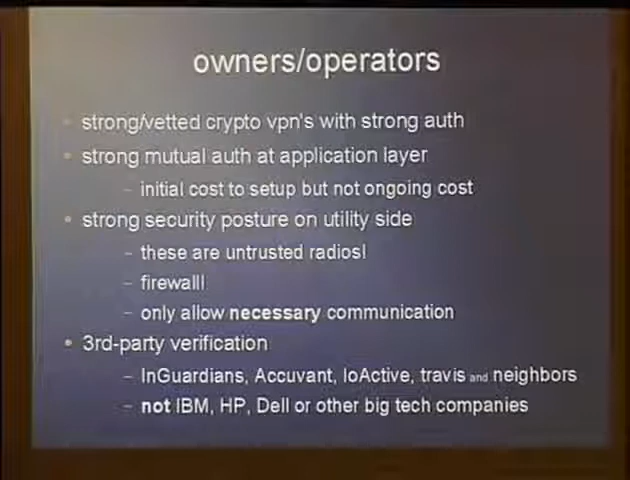 owners/operators
strong/vetted crypto vpn's with strong auth
strong mutual auth at application layer
– initial cost to setup but not ongoing cost
strong security posture on utility side
– these are untrusted radios!
– firewall!
– only allow necessary communication
3rd-party verification
– InGuardians, Accuvant, IoActive, travis and neighbors
– not IBM, HP, Dell or other big tech companies